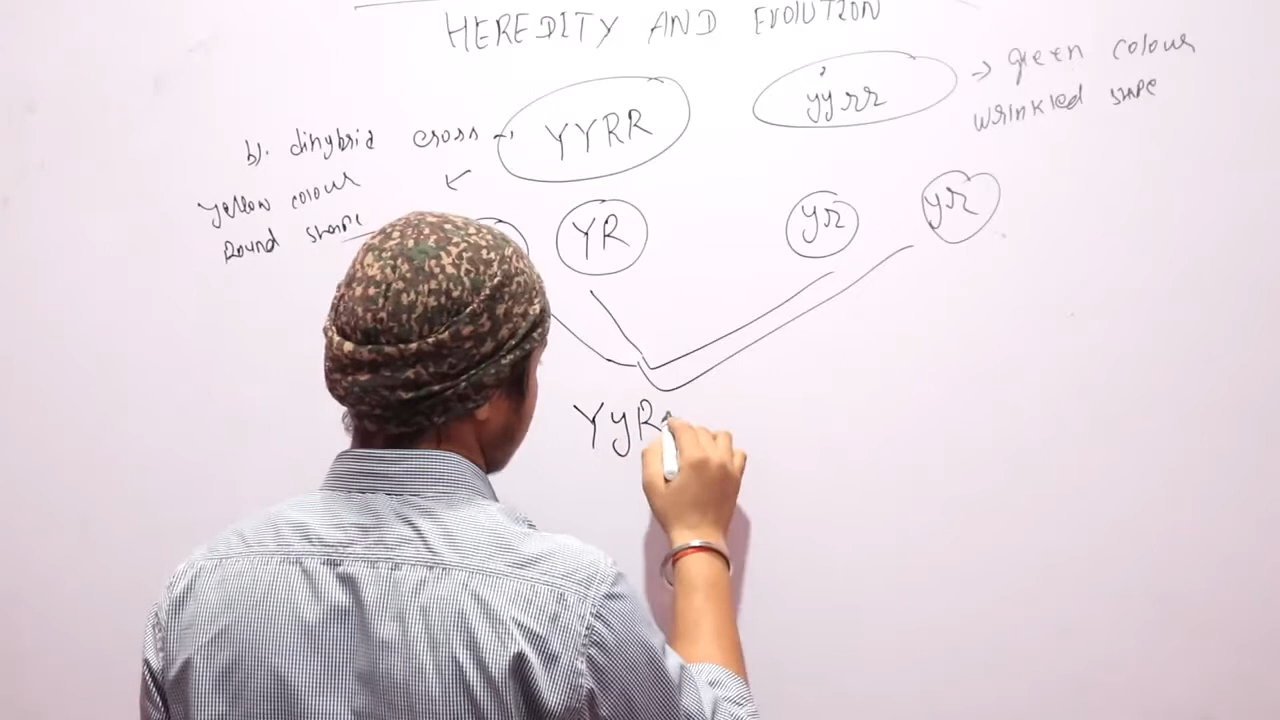 HEREDITY AND EVOLUTION
b). dihybrid cross → YYRR
yyrr → green colour
wrinkled shape
yellow colour
Round shape
YR yr yr
YyR